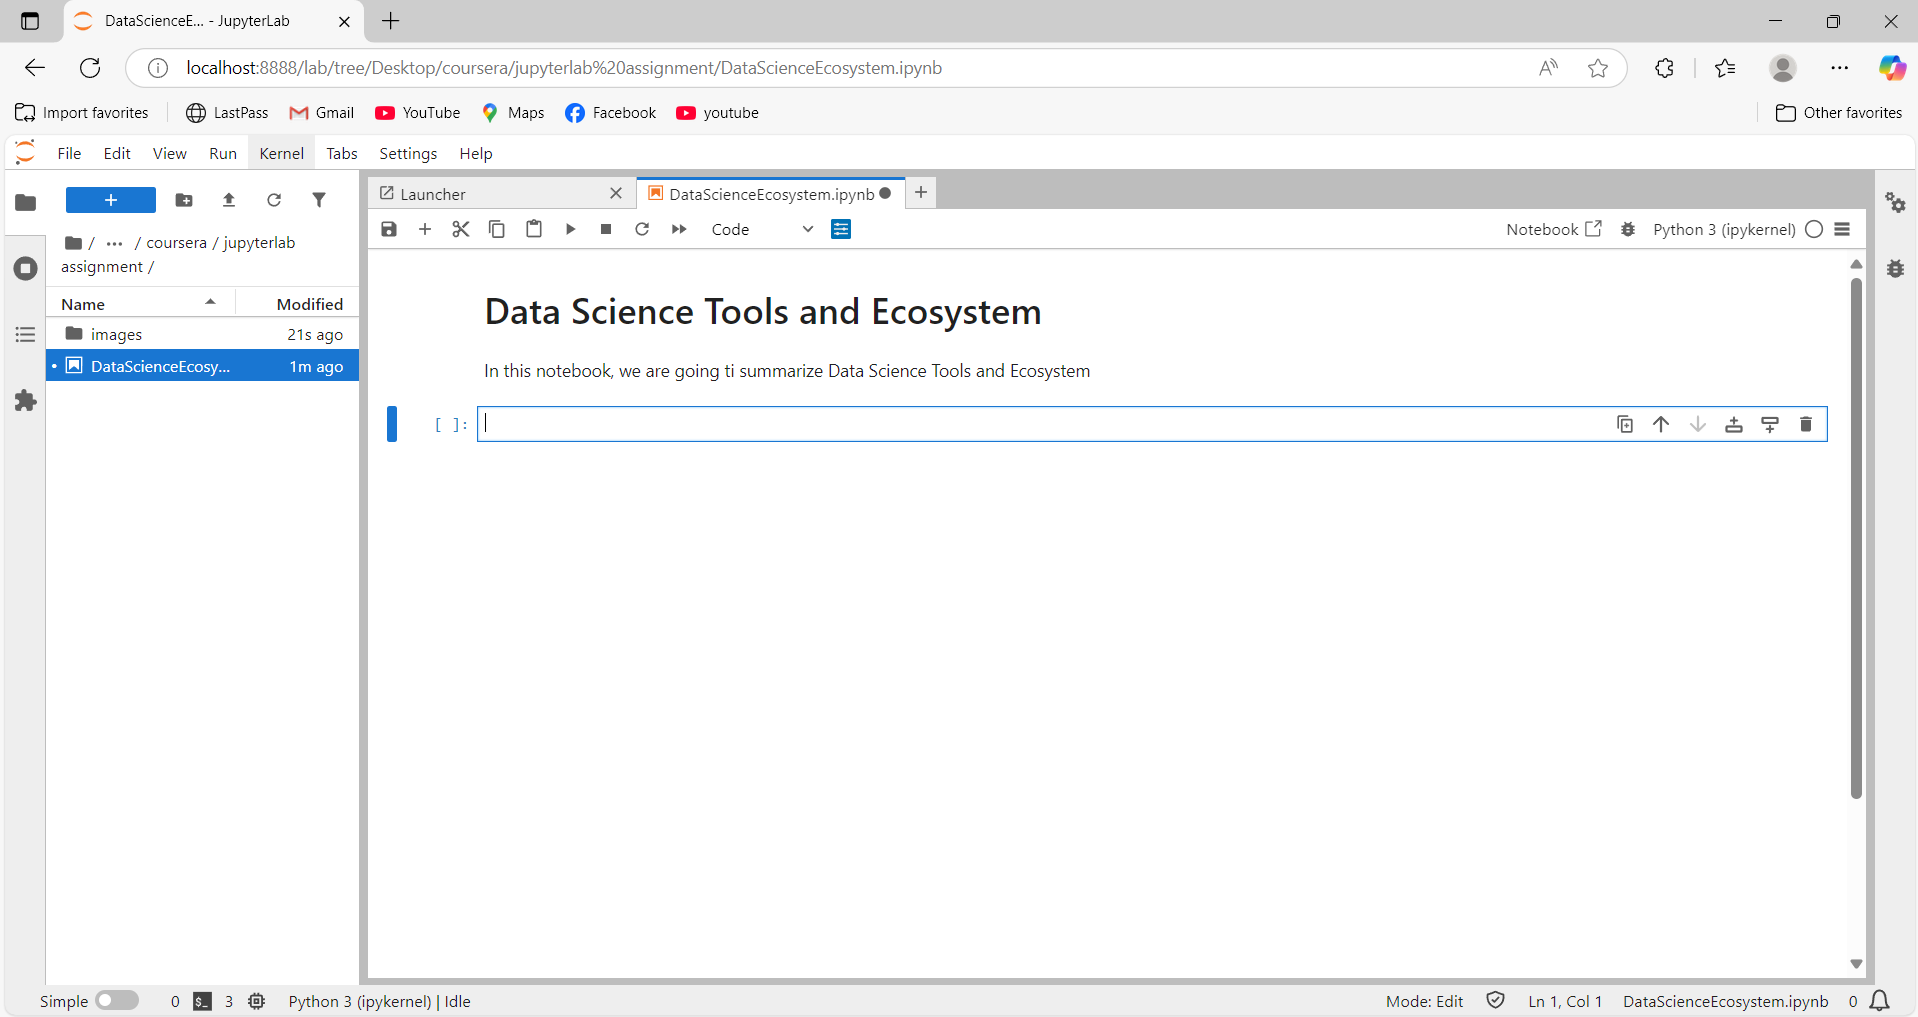 DataScienceE... - JupyterLab
localhost:8888/lab/tree/Desktop/coursera/jupyterlab%20assignment/DataScienceEcosystem.ipynb
Import favorites LastPass Gmail YouTube Maps Facebook youtube Other favorites
File Edit View Run Kernel Tabs Settings Help
Launcher DataScienceEcosystem.ipynb
Code Notebook Python 3 (ipykernel)
/ ... / coursera / jupyterlab
assignment /
Name Modified
images 21s ago
DataScienceEcosy... 1m ago
Data Science Tools and Ecosystem
In this notebook, we are going ti summarize Data Science Tools and Ecosystem
[ ]:
Simple 0 $_ 3 Python 3 (ipykernel) | Idle Mode: Edit Ln 1, Col 1 DataScienceEcosystem.ipynb 0